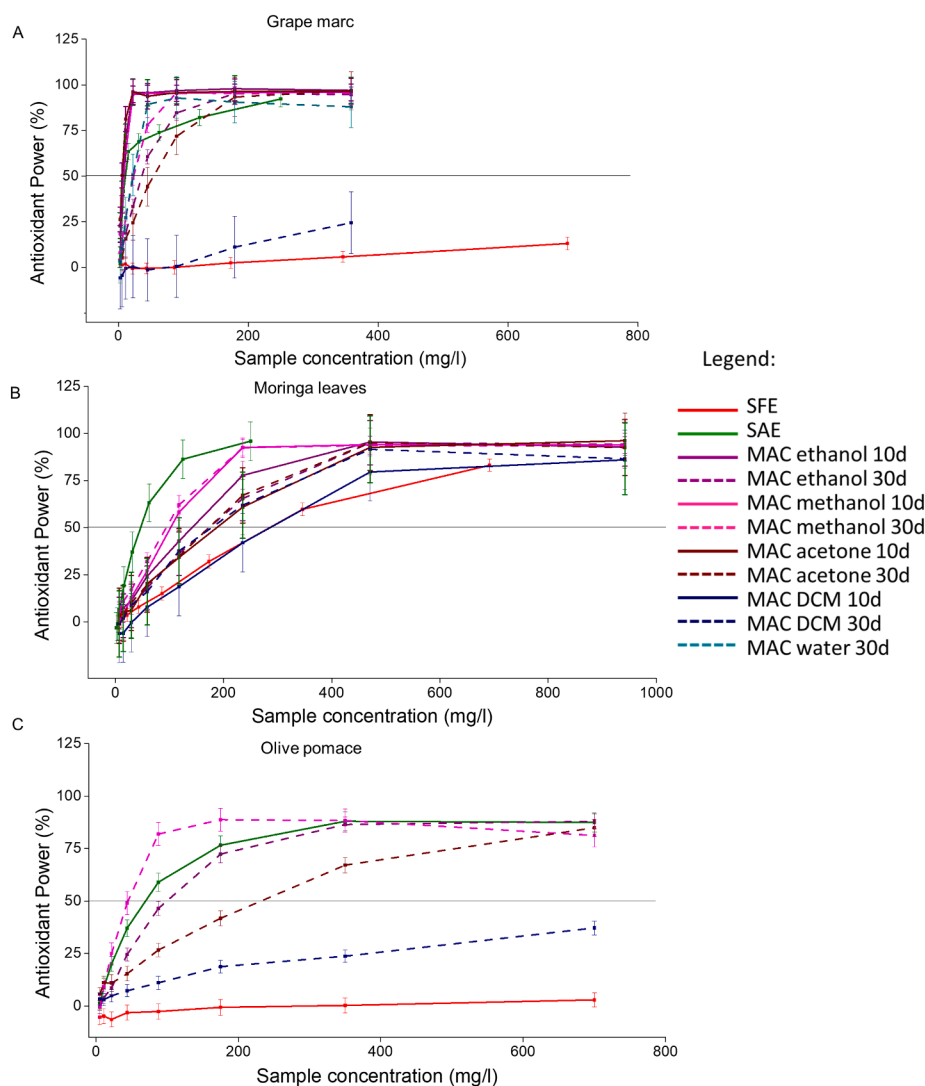 A
Grape marc
125
100
75
50
25
0
Antioxidant Power (%)
0 200 400 600 800
Sample concentration (mg/l)
Legend:
SFE
SAE
MAC ethanol 10d
MAC ethanol 30d
MAC methanol 10d
MAC methanol 30d
MAC acetone 10d
MAC acetone 30d
MAC DCM 10d
MAC DCM 30d
MAC water 30d
B
Moringa leaves
125
100
75
50
25
0
Antioxidant Power (%)
0 200 400 600 800 1000
Sample concentration (mg/l)
C
Olive pomace
125
100
75
50
25
0
Antioxidant Power (%)
0 200 400 600 800
Sample concentration (mg/l)